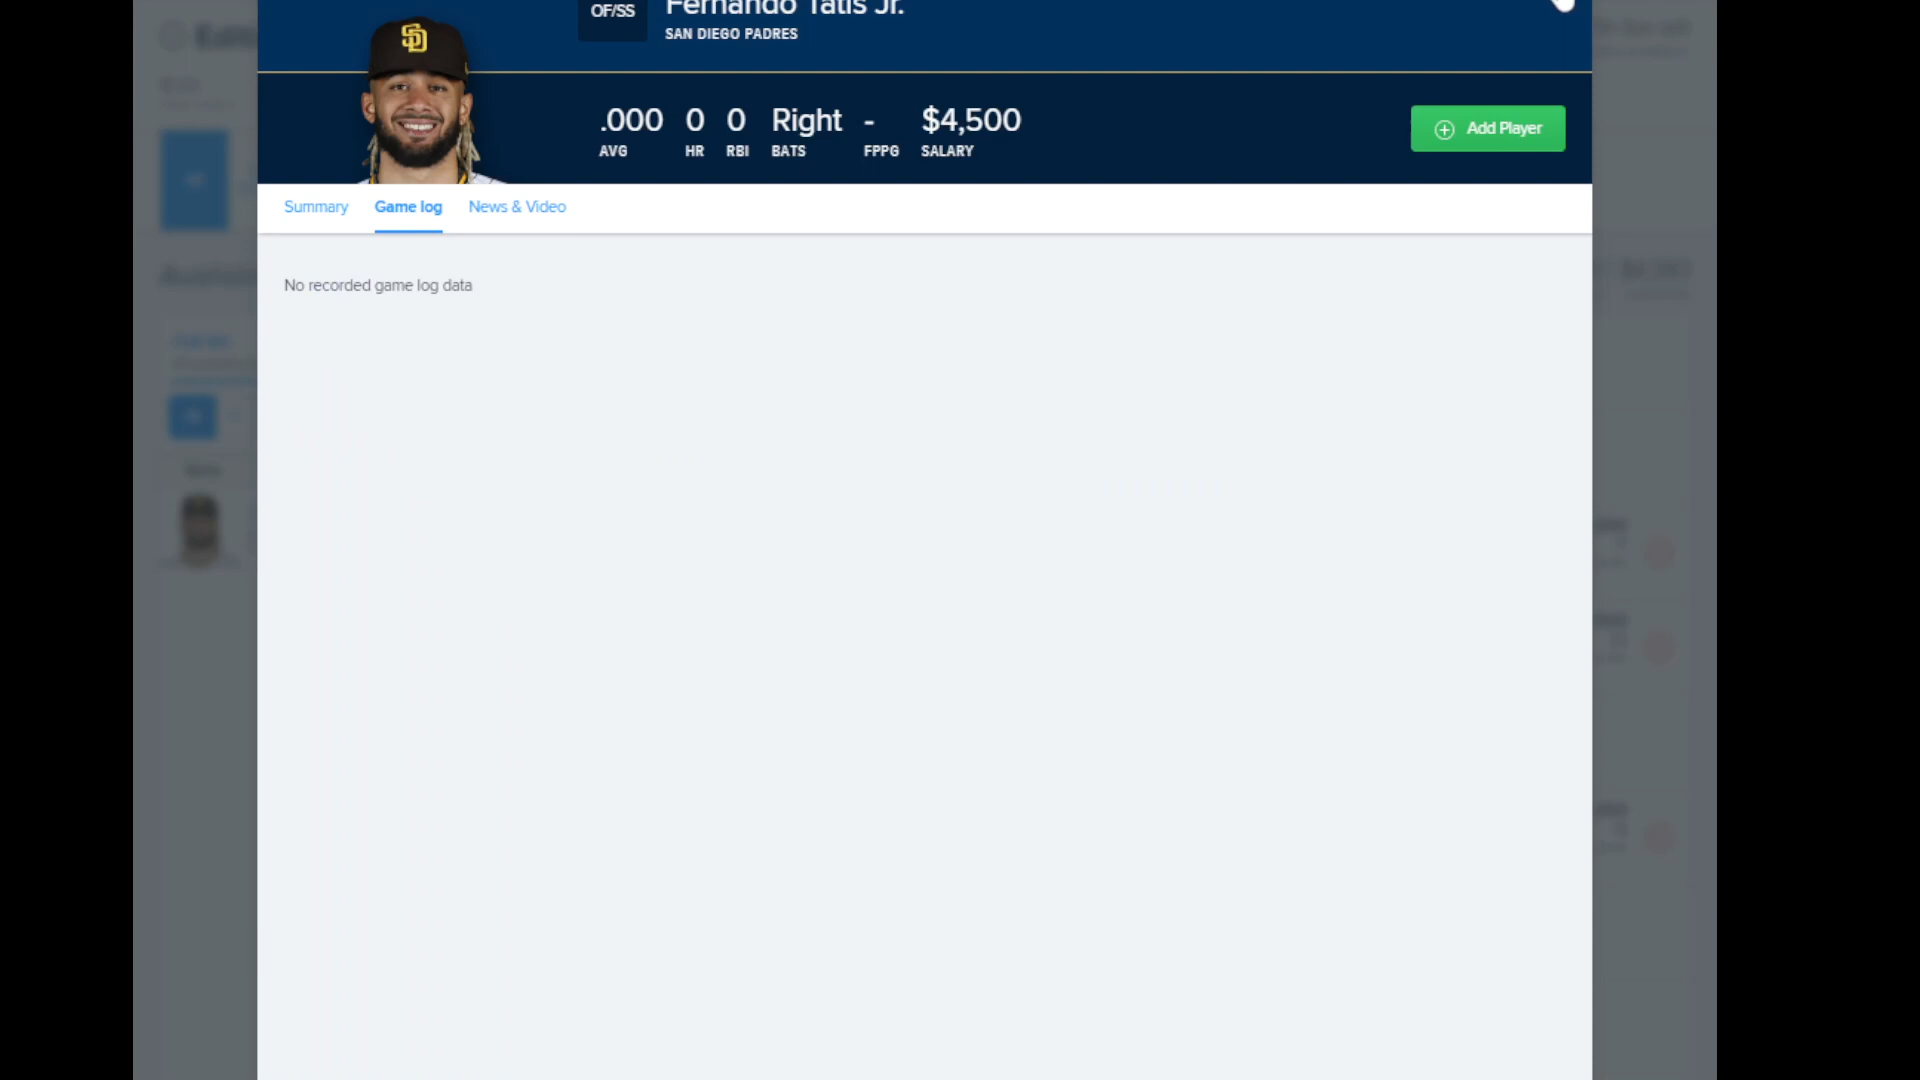 OF/SS
Fernando Tatis Jr.
SAN DIEGO PADRES
SD
.000 0 0 Right - $4,500
AVG HR RBI BATS FPPG SALARY
Add Player
Summary Game log News & Video
No recorded game log data